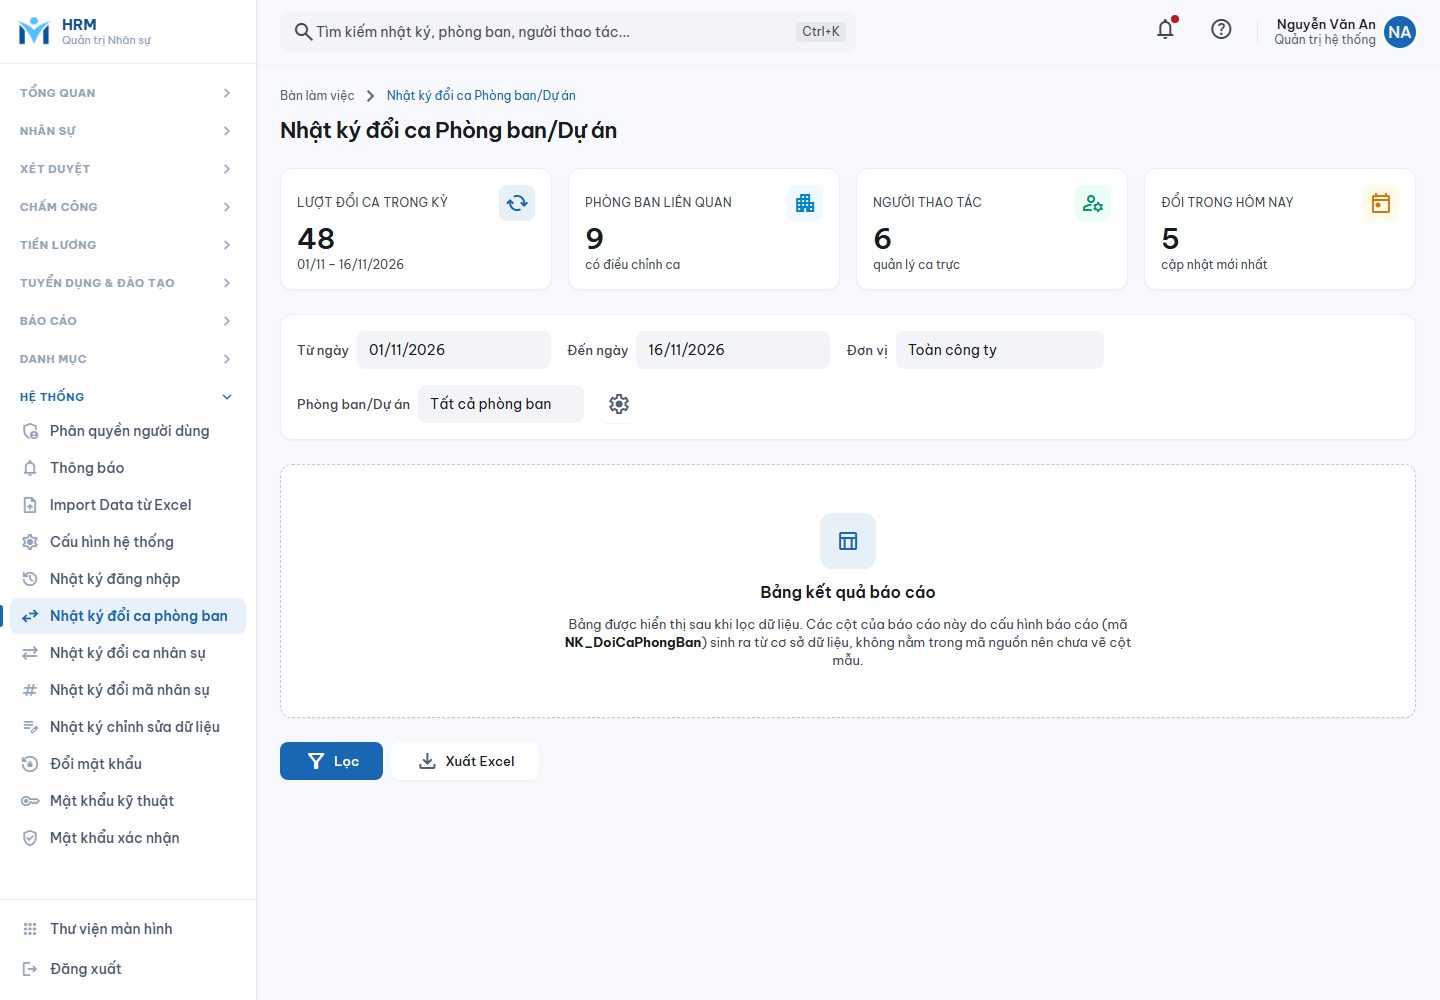 HRM
Quản trị Nhân sự
TỔNG QUAN
NHÂN SỰ
XÉT DUYỆT
CHẤM CÔNG
TIỀN LƯƠNG
TUYỂN DỤNG & ĐÀO TẠO
BÁO CÁO
DANH MỤC
HỆ THỐNG
Phân quyền người dùng
Thông báo
Import Data từ Excel
Cấu hình hệ thống
Nhật ký đăng nhập
Nhật ký đổi ca phòng ban
Nhật ký đổi ca nhân sự
Nhật ký đổi mã nhân sự
Nhật ký chỉnh sửa dữ liệu
Đổi mật khẩu
Mật khẩu kỹ thuật
Mật khẩu xác nhận
Thư viện màn hình
Đăng xuất
Tìm kiếm nhật ký, phòng ban, người thao tác... Ctrl+K
Nguyễn Văn An
Quản trị hệ thống
NA
Bàn làm việc Nhật ký đổi ca Phòng ban/Dự án
Nhật ký đổi ca Phòng ban/Dự án
LƯỢT ĐỔI CA TRONG KỲ
48
01/11 – 16/11/2026
PHÒNG BAN LIÊN QUAN
9
có điều chỉnh ca
NGƯỜI THAO TÁC
6
quản lý ca trực
ĐỔI TRONG HÔM NAY
5
cập nhật mới nhất
Từ ngày 01/11/2026 Đến ngày 16/11/2026 Đơn vị Toàn công ty
Phòng ban/Dự án Tất cả phòng ban
Bảng kết quả báo cáo
Bảng được hiển thị sau khi lọc dữ liệu. Các cột của báo cáo này do cấu hình báo cáo (mã
NK_DoiCaPhongBan) sinh ra từ cơ sở dữ liệu, không nằm trong mã nguồn nên chưa vẽ cột
mẫu.
Lọc Xuất Excel